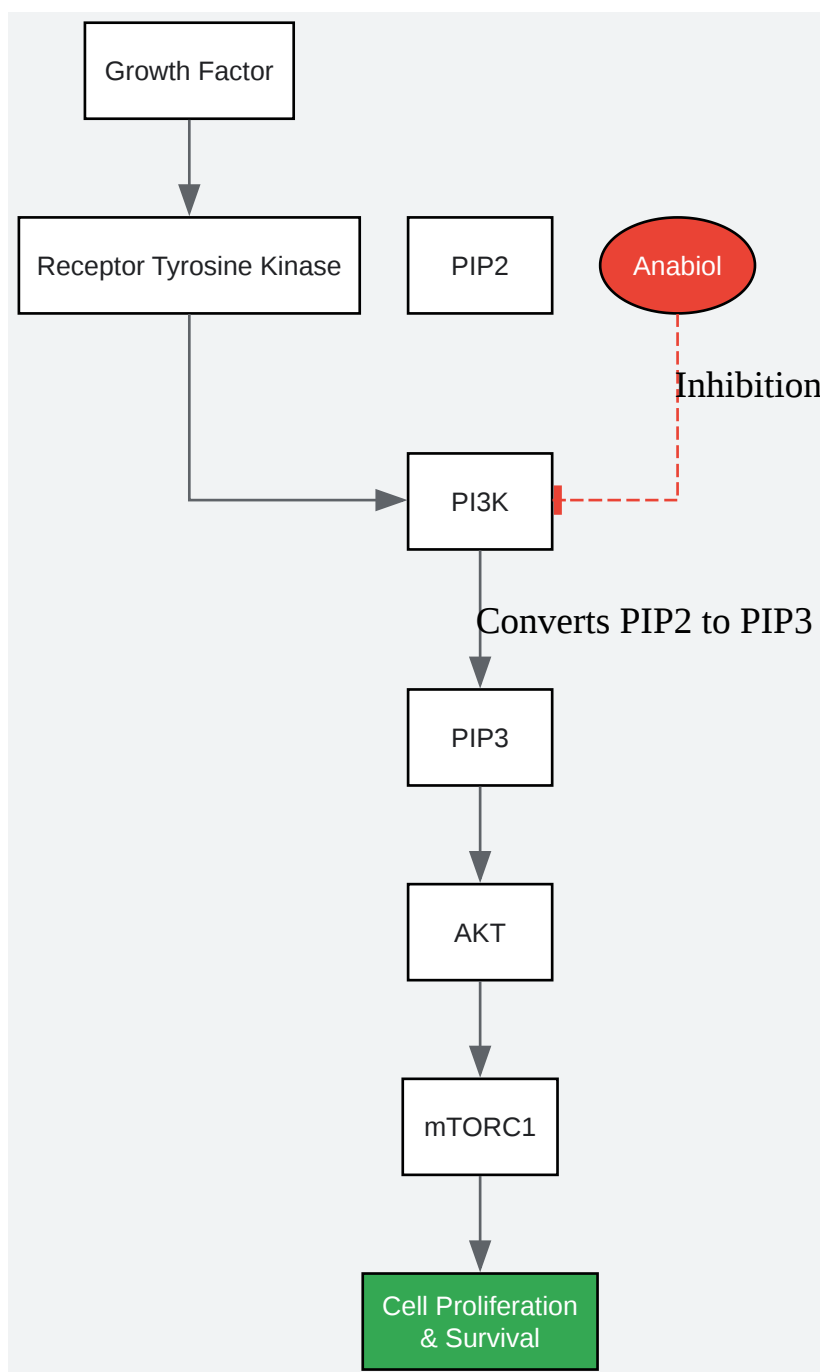 Growth Factor
Receptor Tyrosine Kinase
PIP2
Anabiol
Inhibition
PI3K
Converts PIP2 to PIP3
PIP3
AKT
mTORC1
Cell Proliferation
& Survival